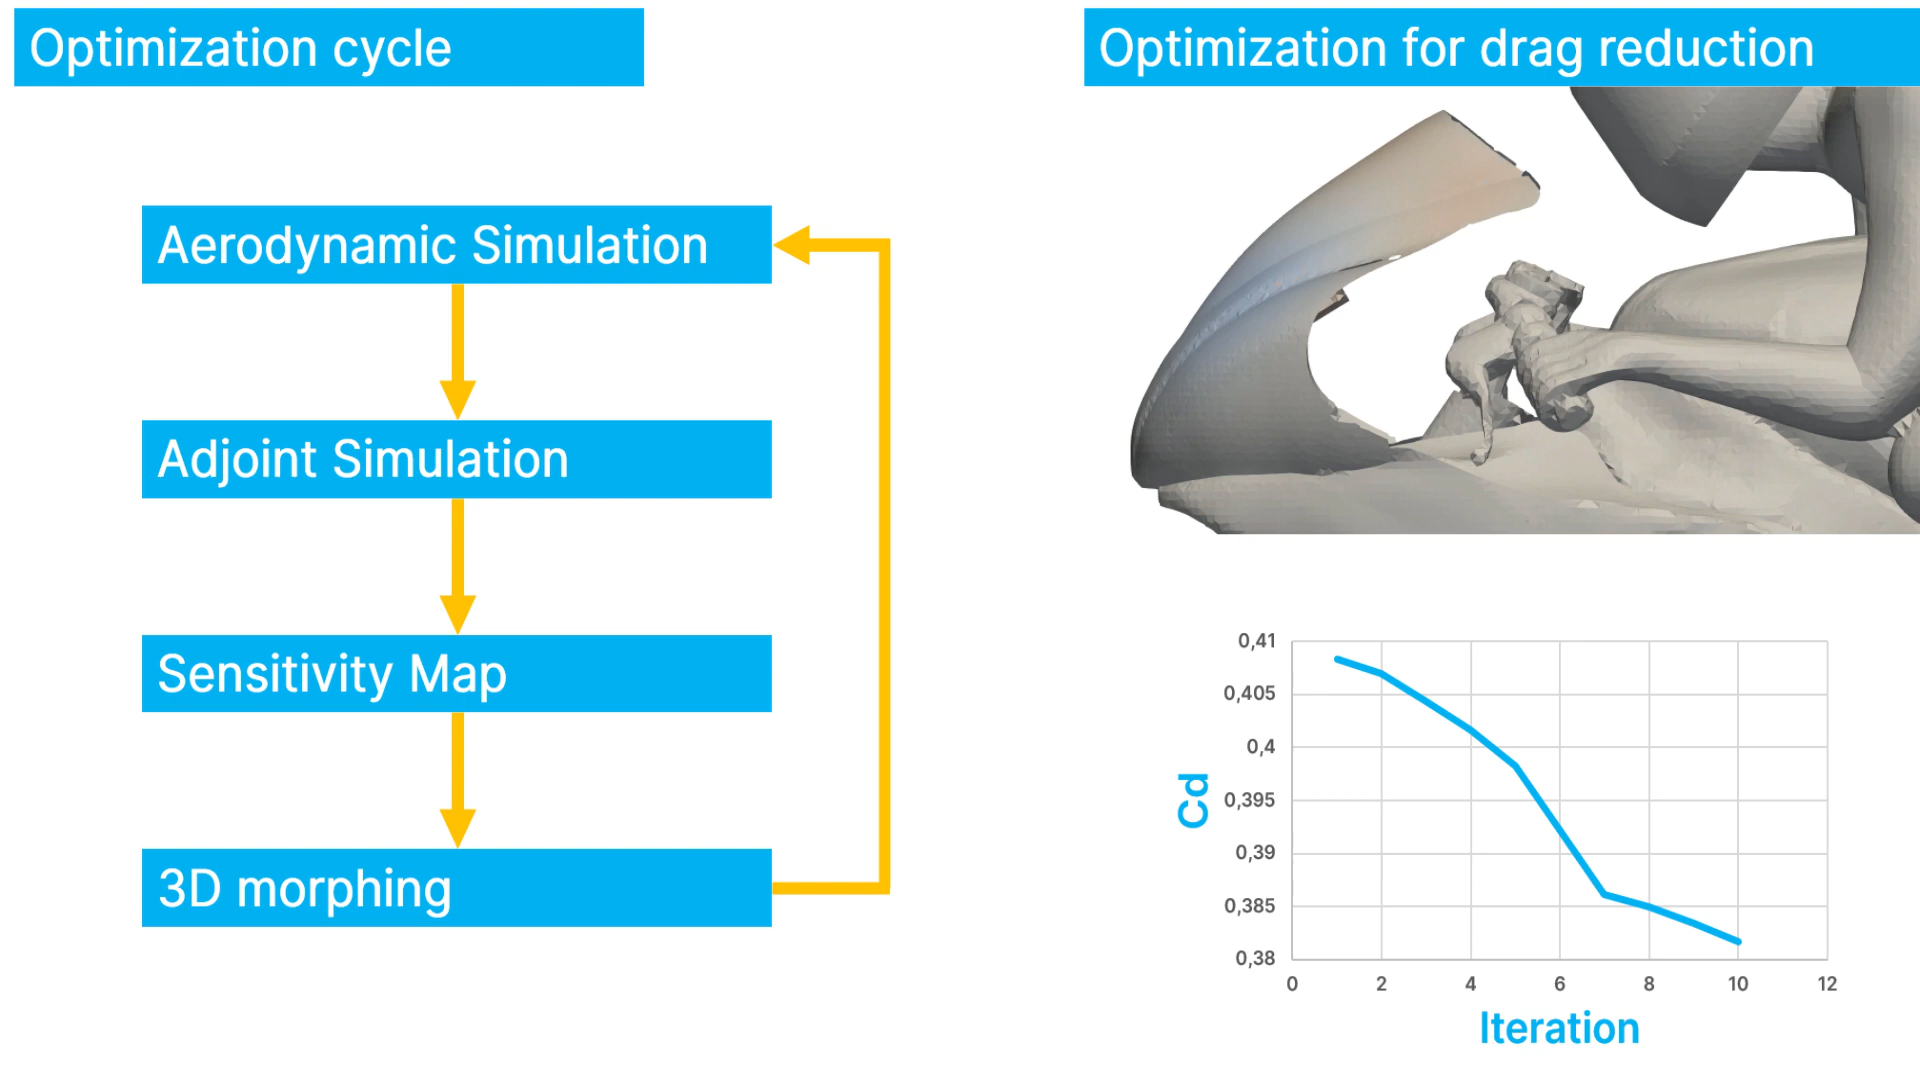 Optimization cycle
Aerodynamic Simulation
Adjoint Simulation
Sensitivity Map
3D morphing
Optimization for drag reduction
0,41
0,405
0,4
0,395
0,39
0,385
0,38
Cd
0 2 4 6 8 10 12
Iteration